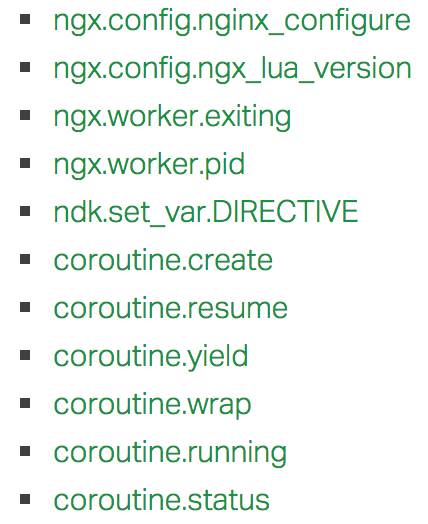 ngx.config.nginx_configure
ngx.config.ngx_lua_version
ngx.worker.exiting
ngx.worker.pid
ndk.set_var.DIRECTIVE
coroutine.create
coroutine.resume
coroutine.yield
coroutine.wrap
coroutine.running
coroutine.status